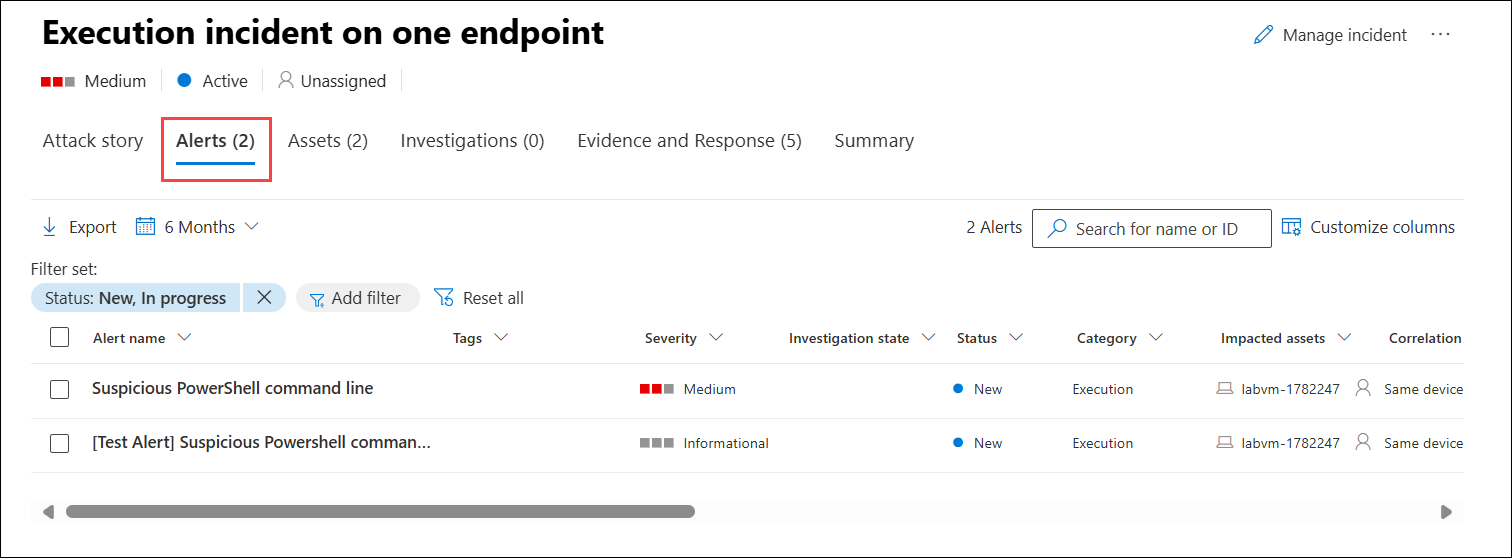 Execution incident on one endpoint
Manage incident ...
Medium Active Unassigned
Attack story Alerts (2) Assets (2) Investigations (0) Evidence and Response (5) Summary
Export 6 Months 2 Alerts Search for name or ID Customize columns
Filter set:
Status: New, In progress Add filter Reset all
Alert name Tags Severity Investigation state Status Category Impacted assets Correlation
Suspicious PowerShell command line Medium New Execution labvm-1782247 Same device
[Test Alert] Suspicious Powershell comman... Informational New Execution labvm-1782247 Same device